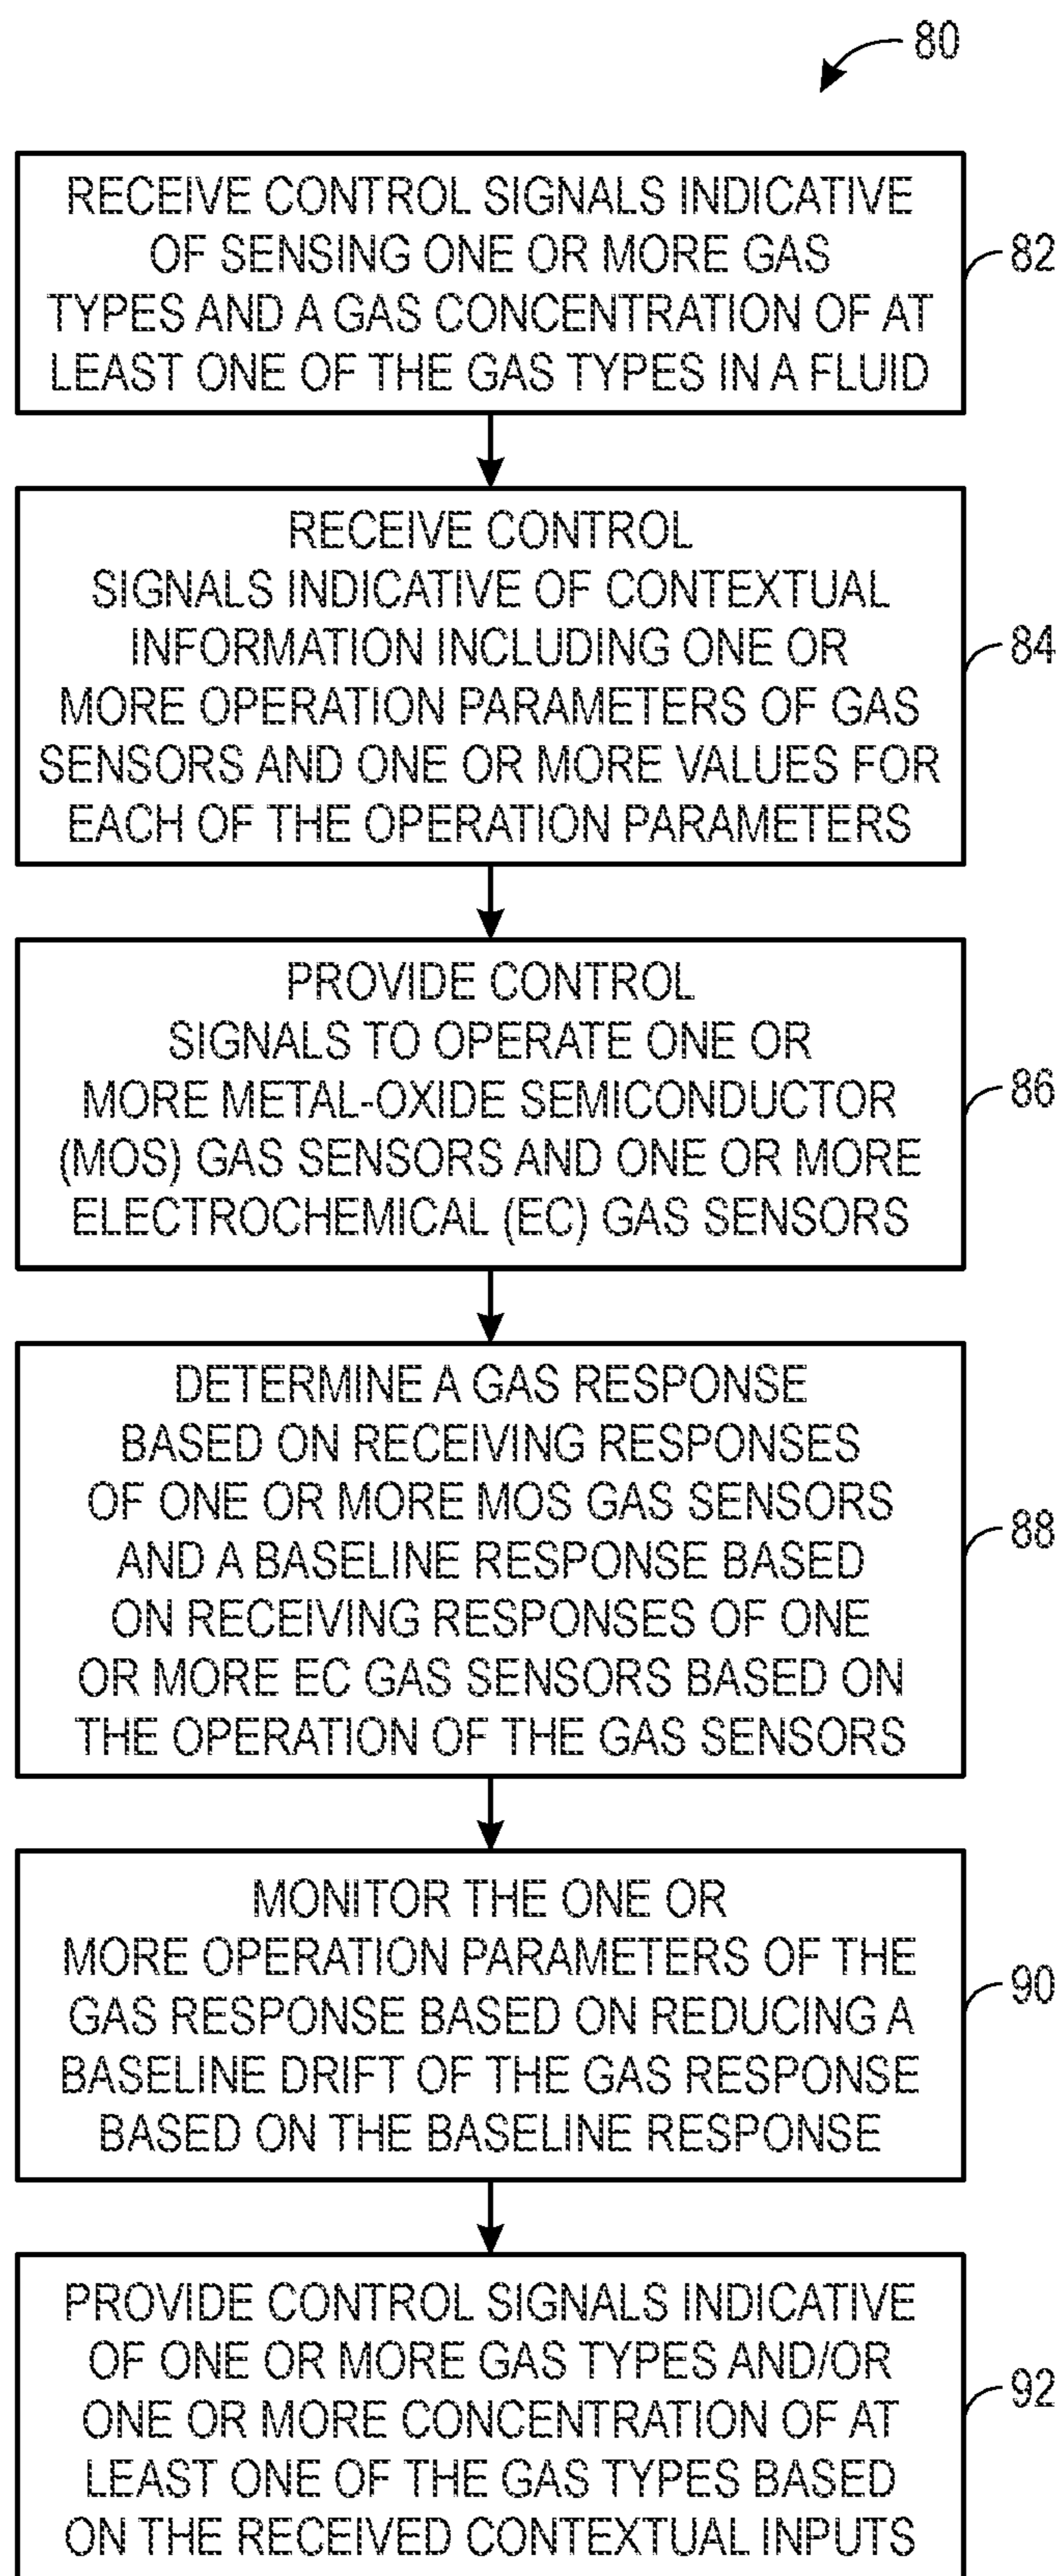 80
RECEIVE CONTROL SIGNALS INDICATIVE
OF SENSING ONE OR MORE GAS
TYPES AND A GAS CONCENTRATION OF AT
LEAST ONE OF THE GAS TYPES IN A FLUID
82
RECEIVE CONTROL
SIGNALS INDICATIVE OF CONTEXTUAL
INFORMATION INCLUDING ONE OR
MORE OPERATION PARAMETERS OF GAS
SENSORS AND ONE OR MORE VALUES FOR
EACH OF THE OPERATION PARAMETERS
84
PROVIDE CONTROL
SIGNALS TO OPERATE ONE OR
MORE METAL-OXIDE SEMICONDUCTOR
(MOS) GAS SENSORS AND ONE OR MORE
ELECTROCHEMICAL (EC) GAS SENSORS
86
DETERMINE A GAS RESPONSE
BASED ON RECEIVING RESPONSES
OF ONE OR MORE MOS GAS SENSORS
AND A BASELINE RESPONSE BASED
ON RECEIVING RESPONSES OF ONE
OR MORE EC GAS SENSORS BASED ON
THE OPERATION OF THE GAS SENSORS
88
MONITOR THE ONE OR
MORE OPERATION PARAMETERS OF THE
GAS RESPONSE BASED ON REDUCING A
BASELINE DRIFT OF THE GAS RESPONSE
BASED ON THE BASELINE RESPONSE
90
PROVIDE CONTROL SIGNALS INDICATIVE
OF ONE OR MORE GAS TYPES AND/OR
ONE OR MORE CONCENTRATION OF AT
LEAST ONE OF THE GAS TYPES BASED
ON THE RECEIVED CONTEXTUAL INPUTS
92